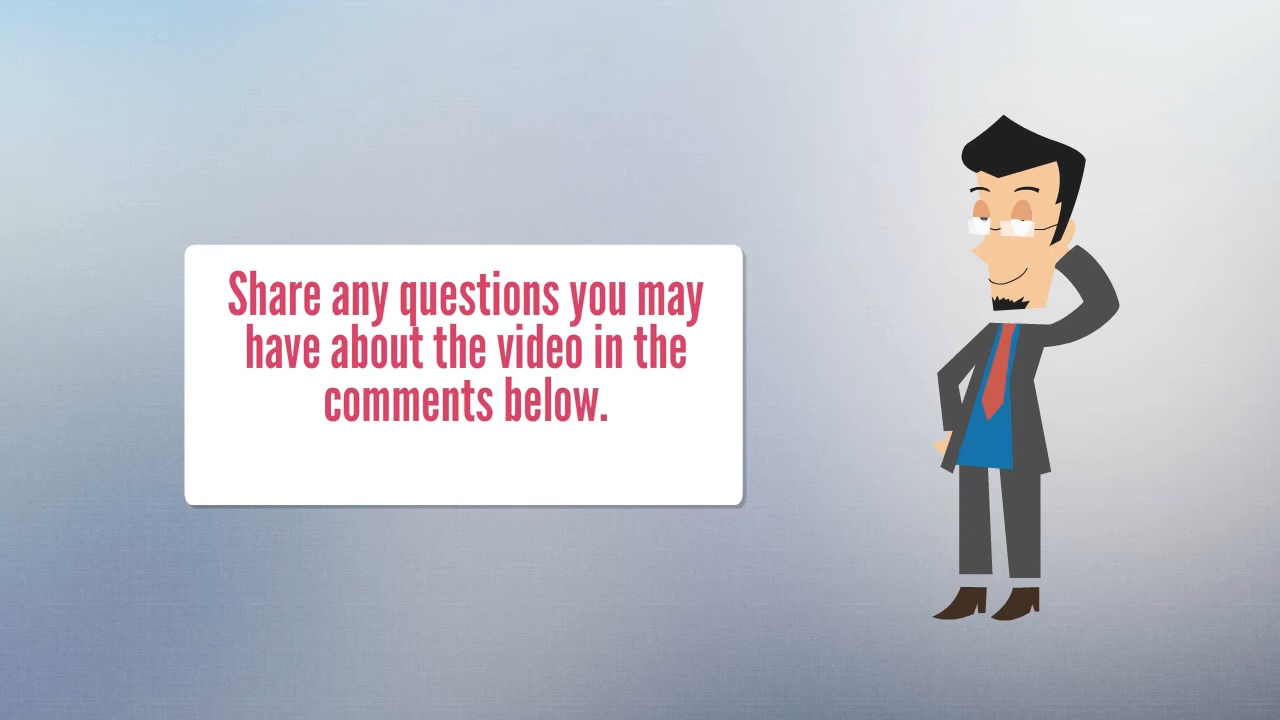 Share any questions you may
have about the video in the
comments below.